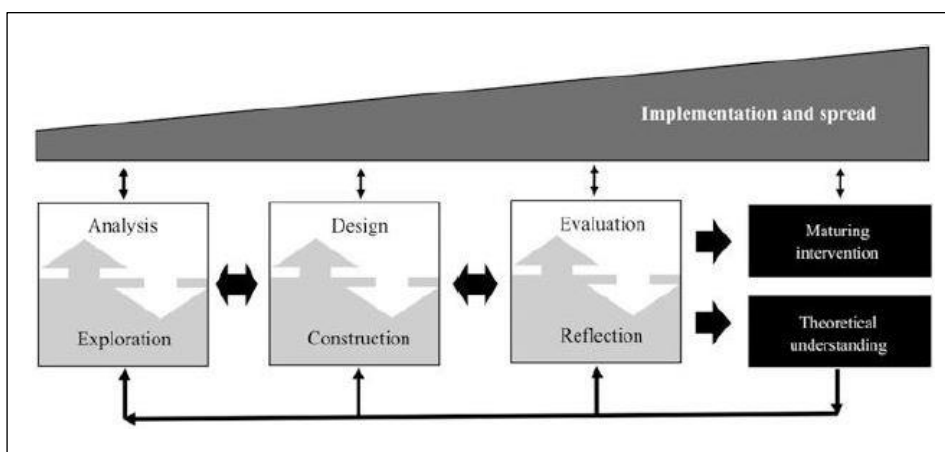 Implementation and spread
Analysis
Exploration
Design
Construction
Evaluation
Reflection
Maturing
intervention
Theoretical
understanding